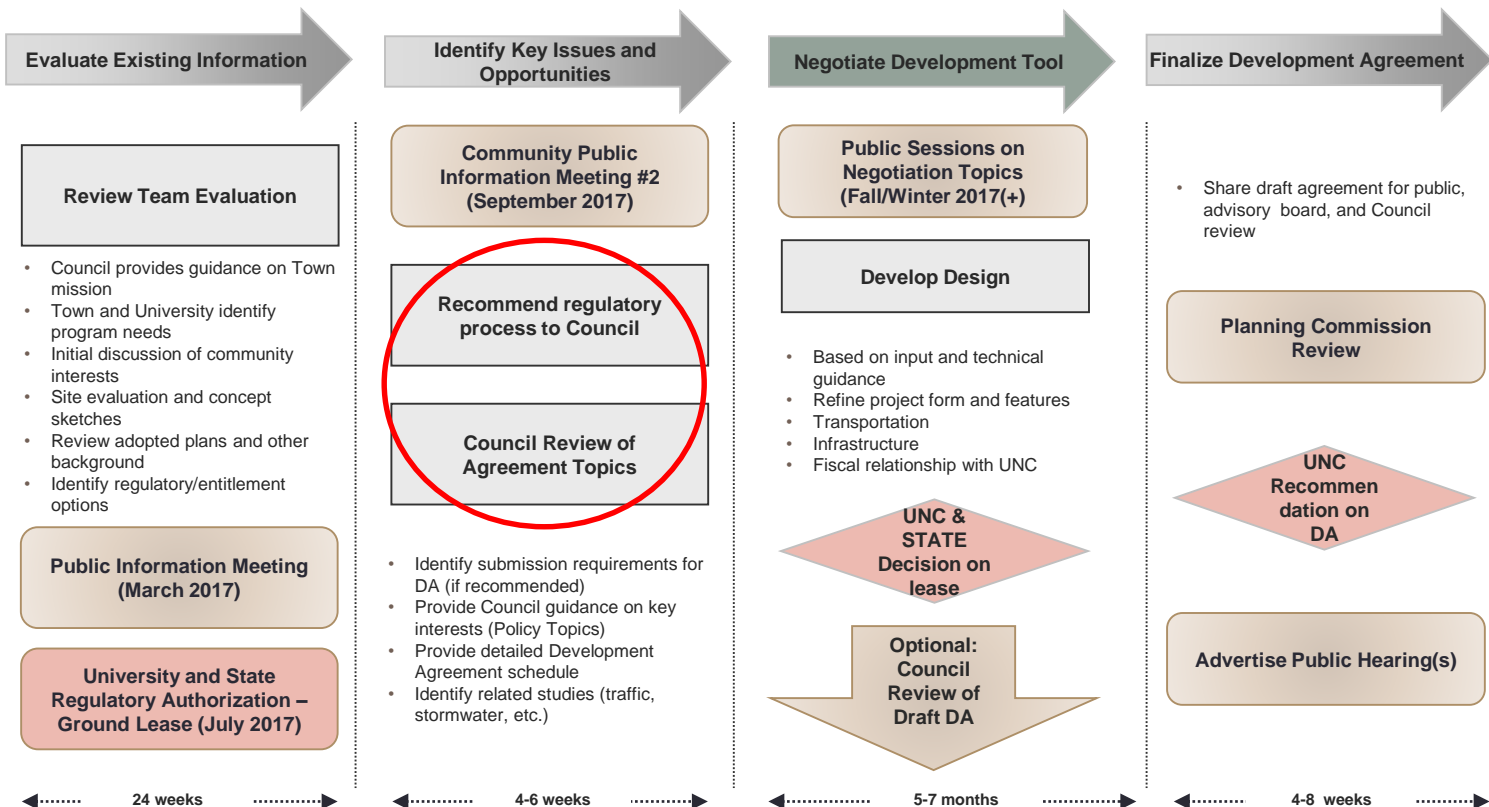 Evaluate Existing Information
Identify Key Issues and
Opportunities
Negotiate Development Tool
Finalize Development Agreement
Review Team Evaluation
• Council provides guidance on Town
mission
• Town and University identify
program needs
• Initial discussion of community
interests
• Site evaluation and concept
sketches
• Review adopted plans and other
background
• Identify regulatory/entitlement
options
Public Information Meeting
(March 2017)
University and State
Regulatory Authorization –
Ground Lease (July 2017)
24 weeks
Community Public
Information Meeting #2
(September 2017)
Recommend regulatory
process to Council
Council Review of
Agreement Topics
• Identify submission requirements for
DA (if recommended)
• Provide Council guidance on key
interests (Policy Topics)
• Provide detailed Development
Agreement schedule
• Identify related studies (traffic,
stormwater, etc.)
4-6 weeks
Public Sessions on
Negotiation Topics
(Fall/Winter 2017(+)
Develop Design
• Based on input and technical
guidance
• Refine project form and features
• Transportation
• Infrastructure
• Fiscal relationship with UNC
UNC &
STATE
Decision on
lease
Optional:
Council
Review of
Draft DA
5-7 months
• Share draft agreement for public,
advisory board, and Council
review
Planning Commission
Review
UNC
Recommen
dation on
DA
Advertise Public Hearing(s)
4-8 weeks